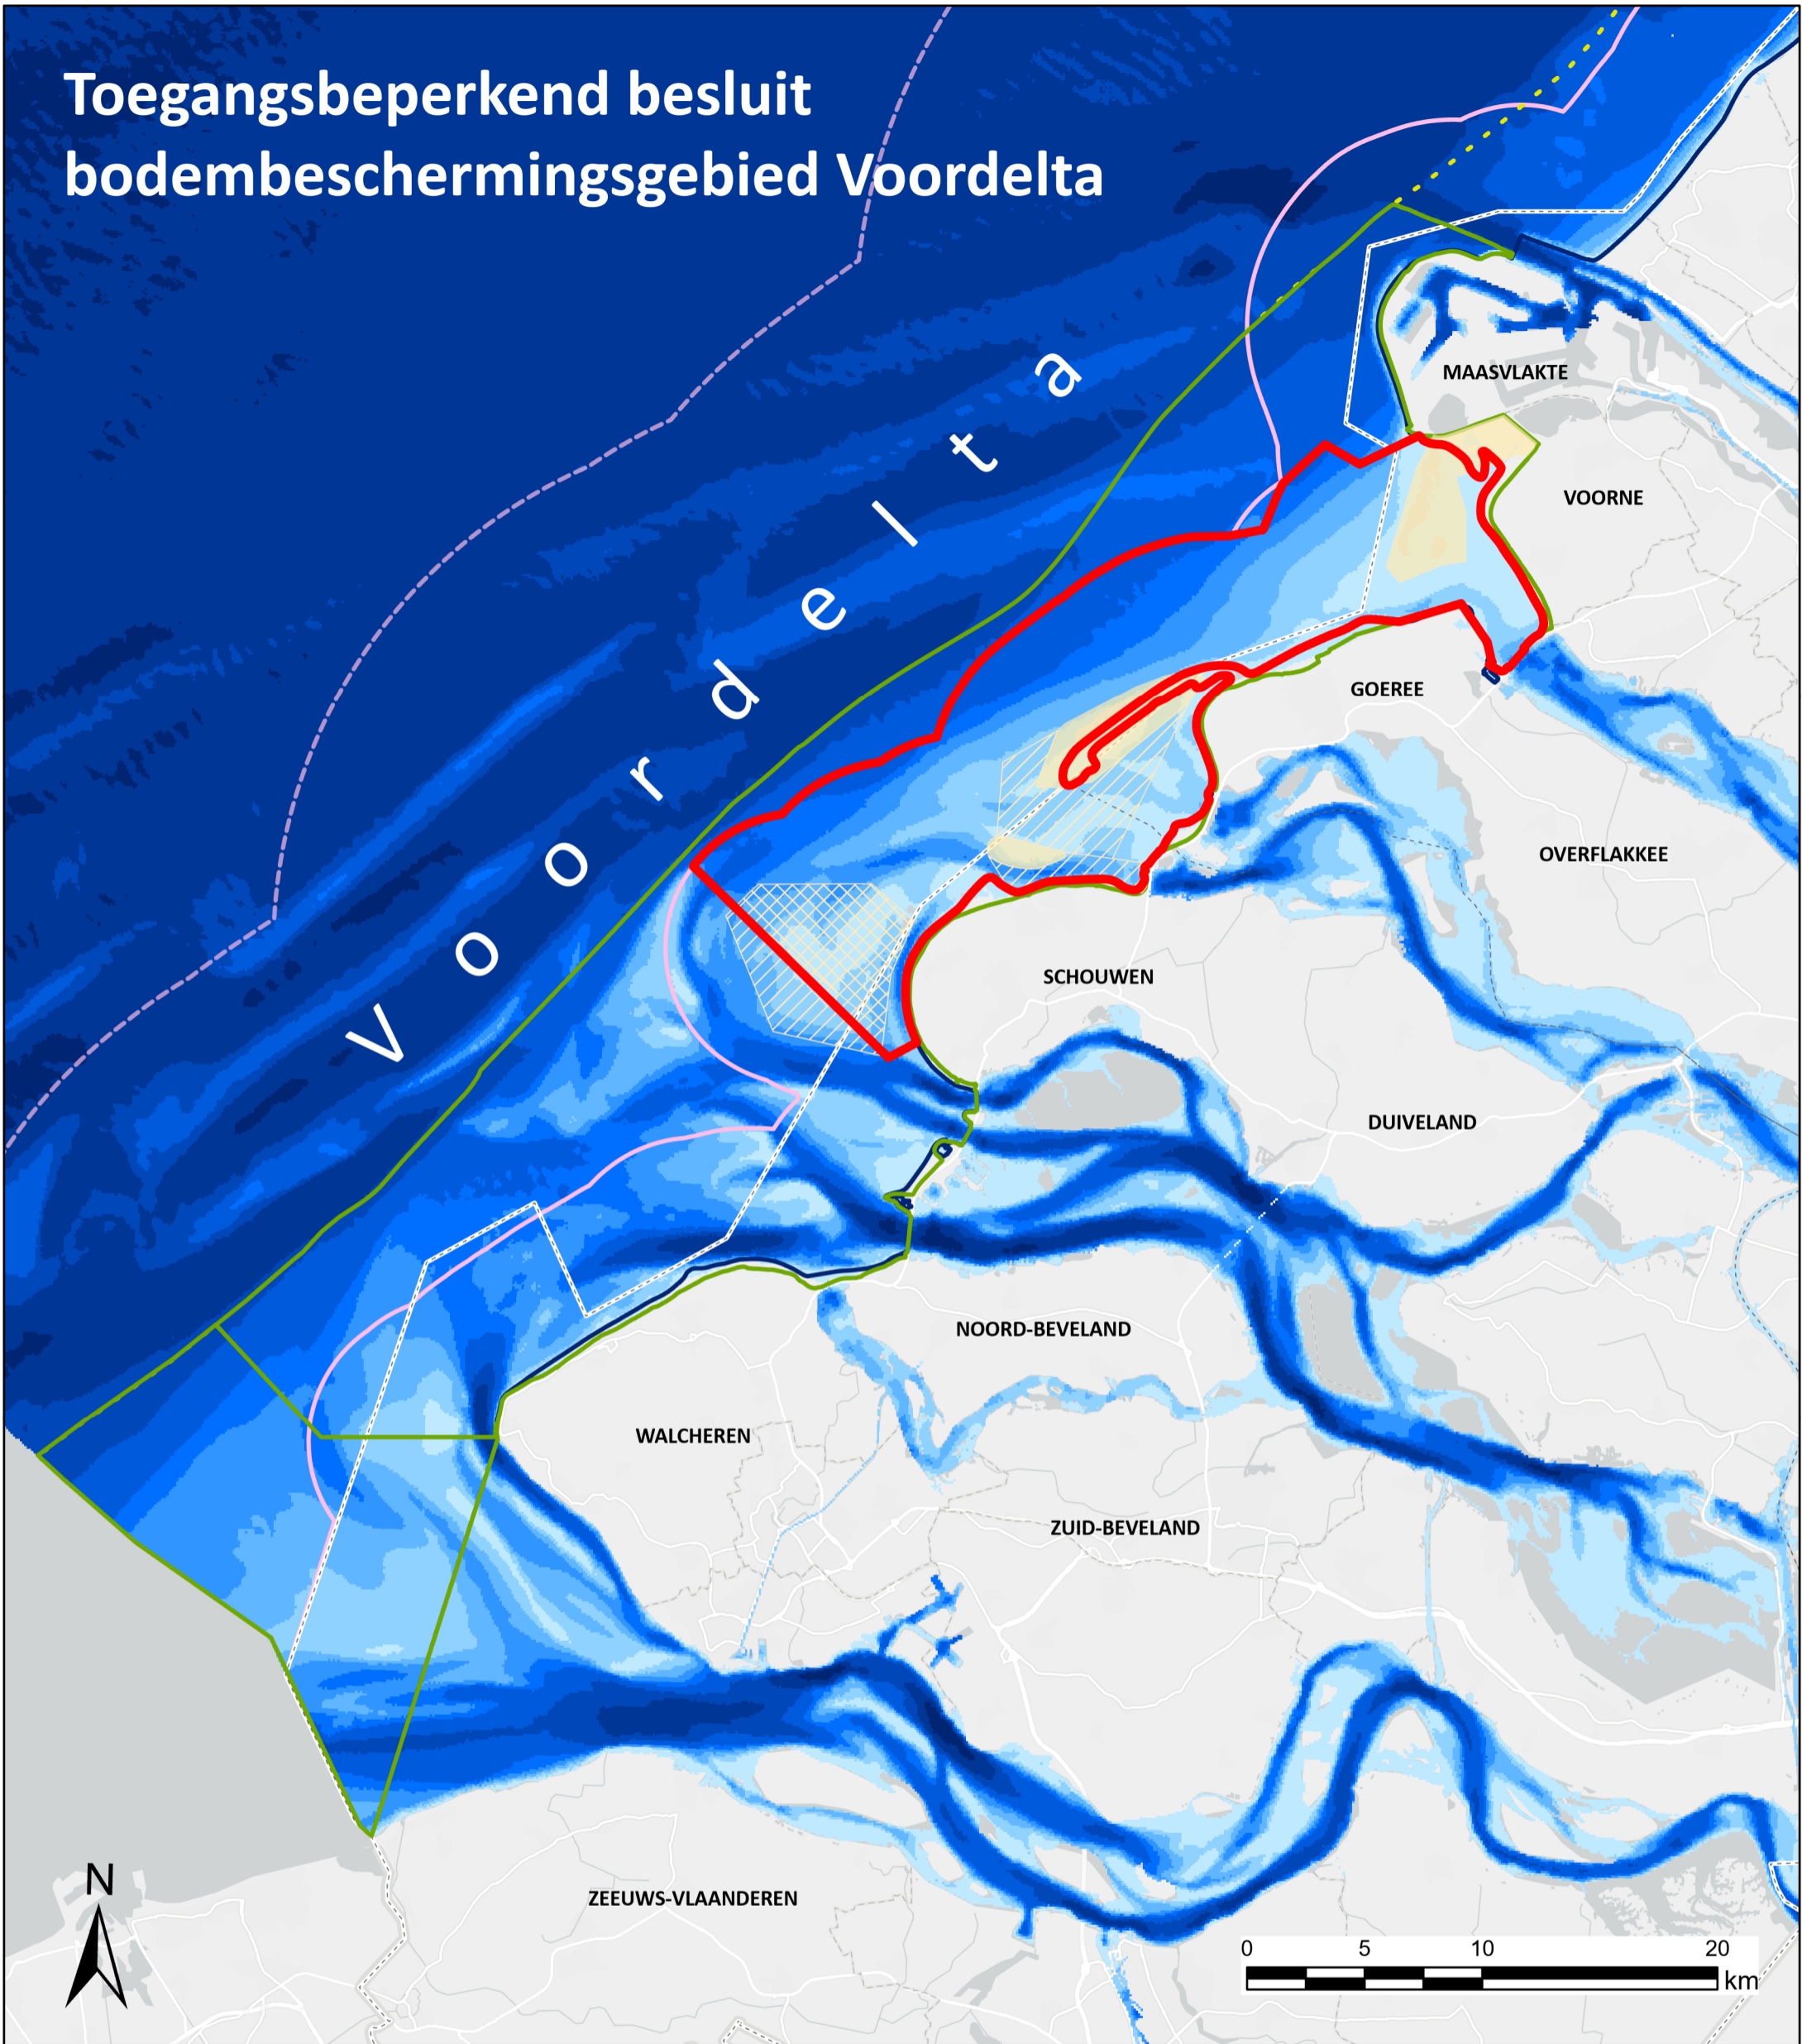 Toegangsbeperkend besluit
bodembeschermingsgebied Voordelta
Voordelta
MAASVLAKTE
VOORNE
GOEREE
OVERFLAKKEE
SCHOUWEN
DUIVELAND
NOORD-BEVELAND
WALCHEREN
ZUID-BEVELAND
ZEEUWS-VLAANDEREN
N
0 5 10 20
km